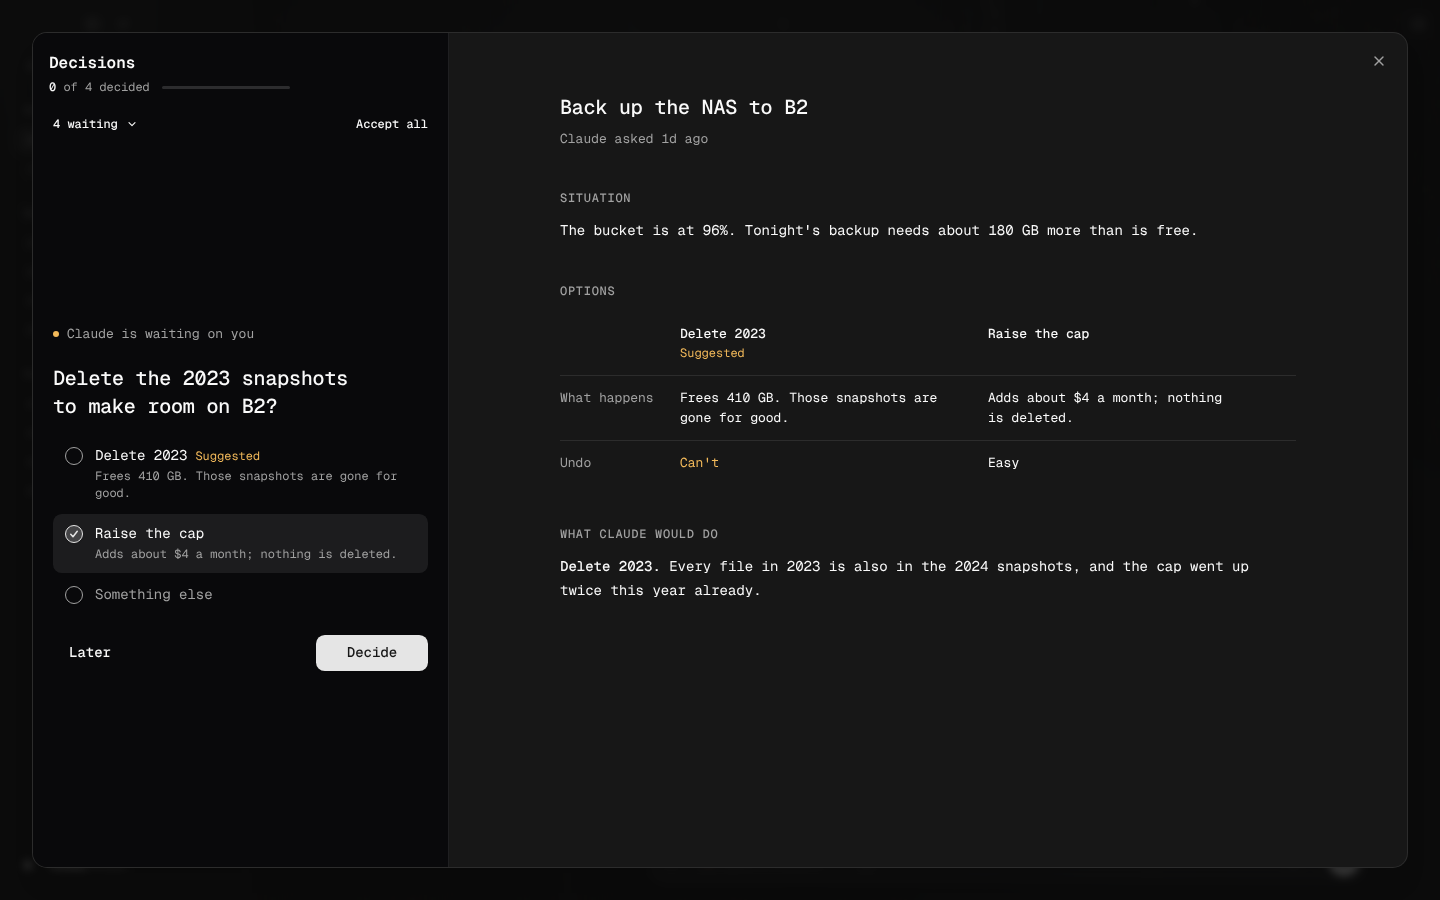 Decisions
0 of 4 decided
4 waiting
Accept all
Claude is waiting on you
Delete the 2023 snapshots
to make room on B2?
Delete 2023 Suggested
Frees 410 GB. Those snapshots are gone for
good.
Raise the cap
Adds about $4 a month; nothing is deleted.
Something else
Later
Decide
Back up the NAS to B2
Claude asked 1d ago
SITUATION
The bucket is at 96%. Tonight's backup needs about 180 GB more than is free.
OPTIONS
Delete 2023
Suggested
Raise the cap
What happens
Frees 410 GB. Those snapshots are
gone for good.
Adds about $4 a month; nothing
is deleted.
Undo
Can't
Easy
WHAT CLAUDE WOULD DO
Delete 2023. Every file in 2023 is also in the 2024 snapshots, and the cap went up
twice this year already.